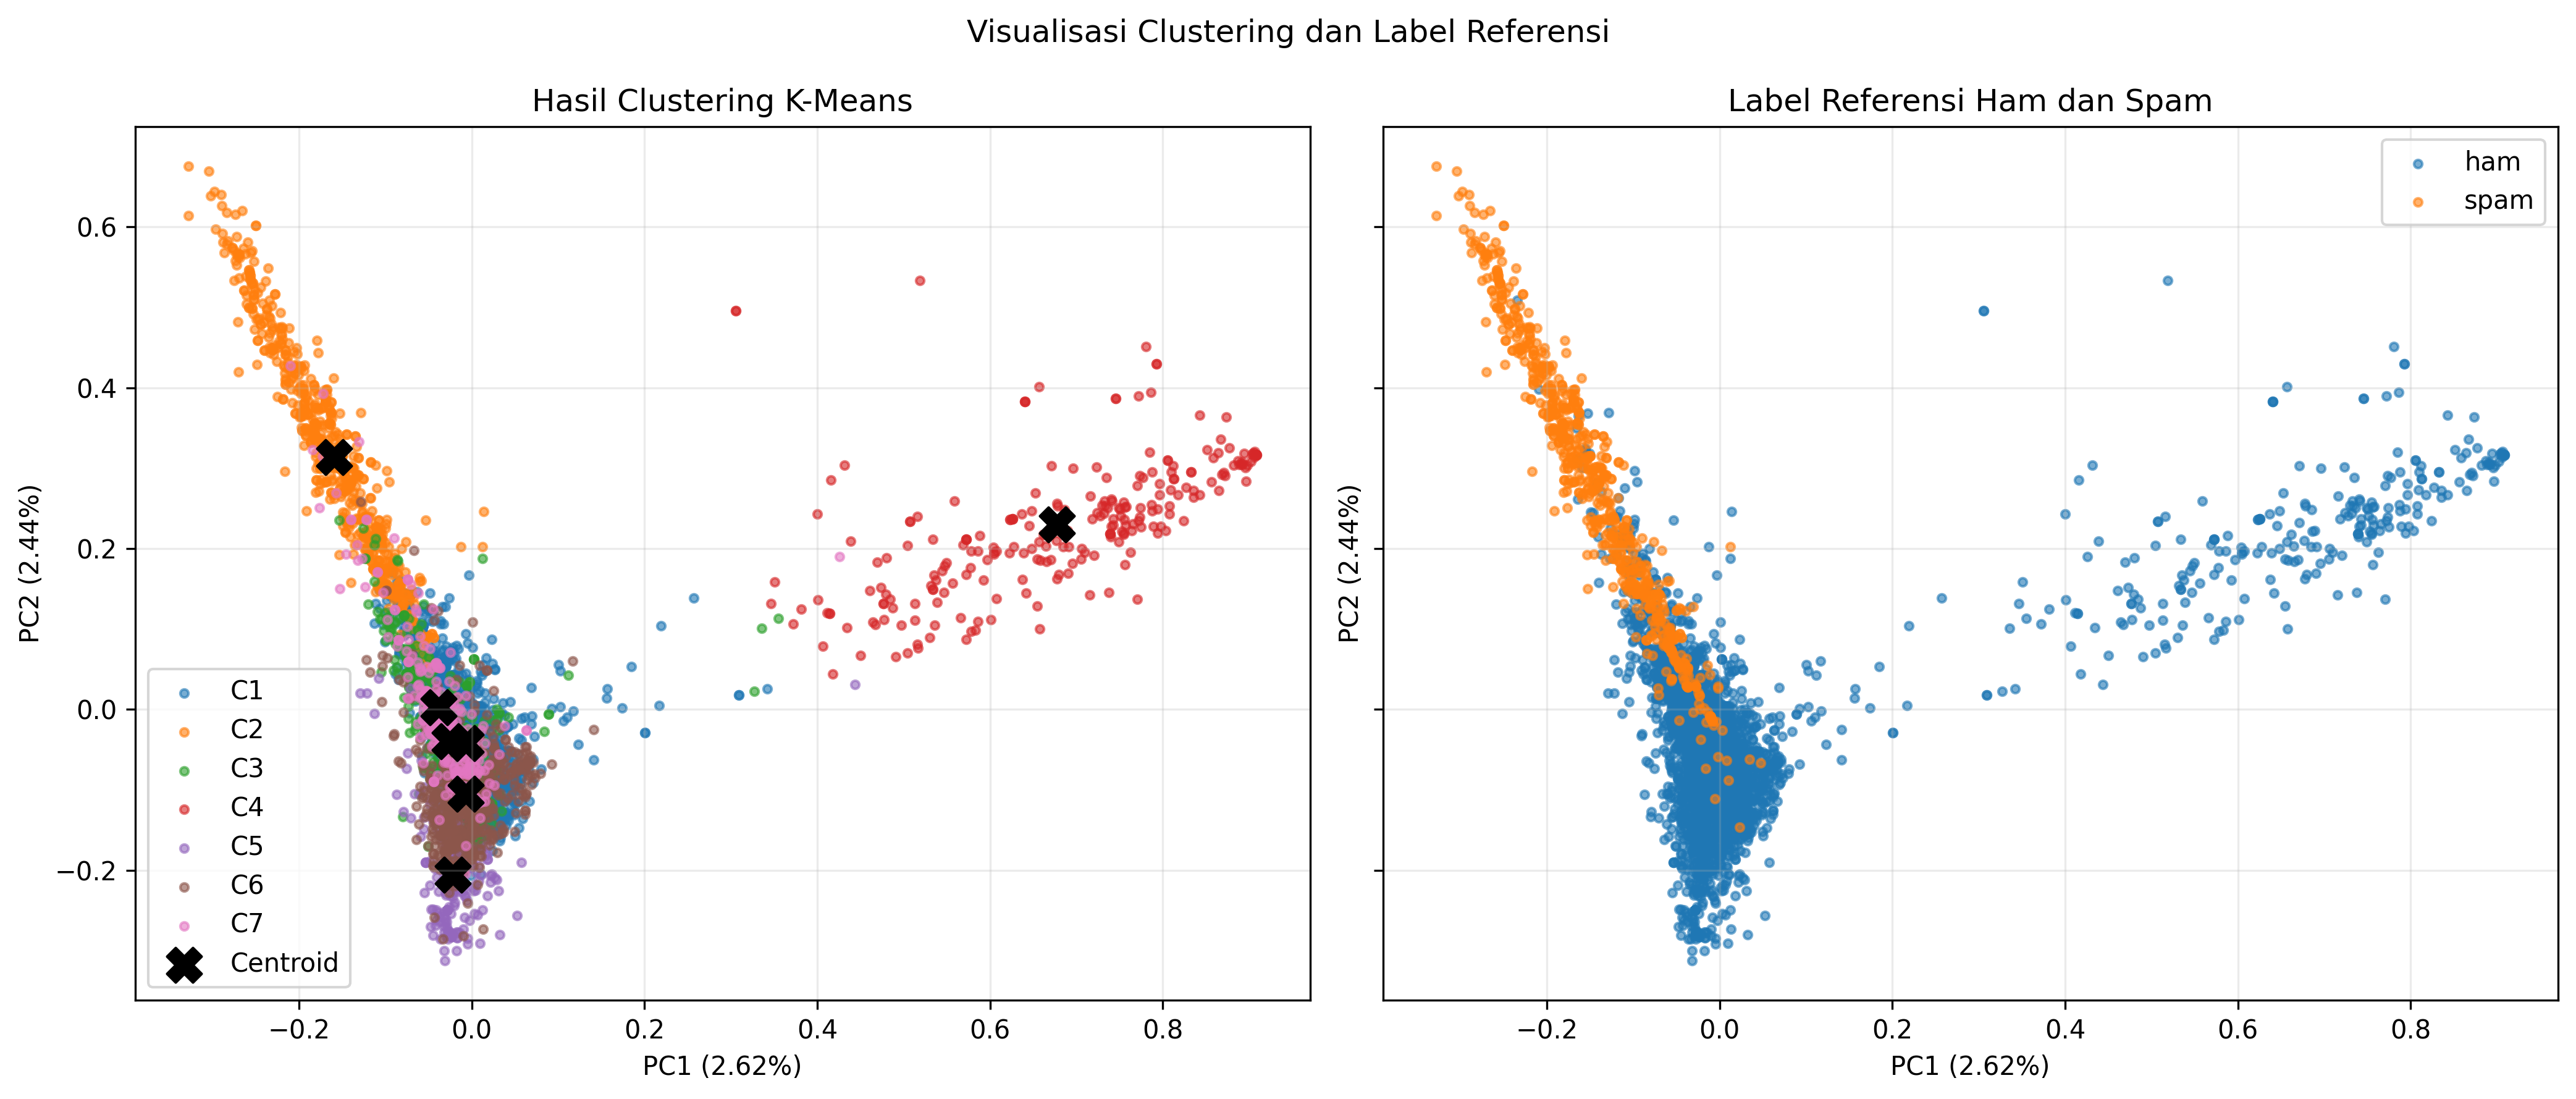 Visualisasi Clustering dan Label Referensi
Hasil Clustering K-Means
PC2 (2.44%)
0.6
0.4
0.2
0.0
−0.2
C1
C2
C3
C4
C5
C6
C7
Centroid
−0.2 0.0 0.2 0.4 0.6 0.8
PC1 (2.62%)
Label Referensi Ham dan Spam
PC2 (2.44%)
ham
spam
−0.2 0.0 0.2 0.4 0.6 0.8
PC1 (2.62%)